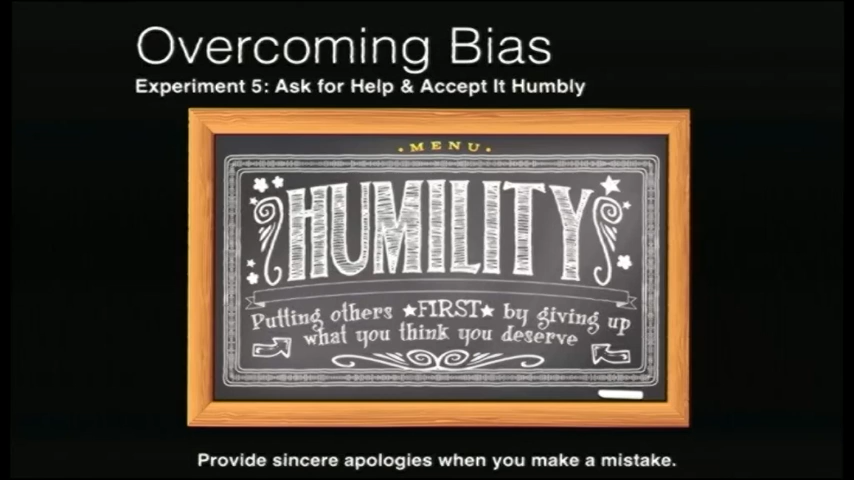 Overcoming Bias
Experiment 5: Ask for Help & Accept It Humbly
MENU
HUMILITY
Putting others FIRST by giving up
what you think you deserve
Provide sincere apologies when you make a mistake.